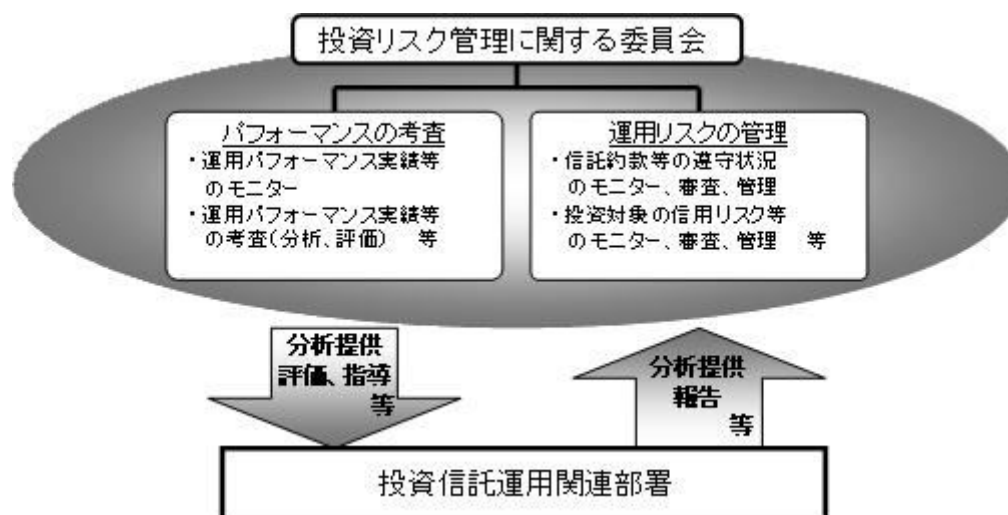 投資リスク管理に関する委員会
パフォーマンスの考査
・運用パフォーマンス実績等
のモニター
・運用パフォーマンス実績等
の考査(分析、評価) 等
運用リスクの管理
・信託約款等の遵守状況
のモニター、審査、管理
・投資対象の信用リスク等
のモニター、審査、管理 等
分析提供
評価、指導
等
分析提供
報告
等
投資信託運用関連部署